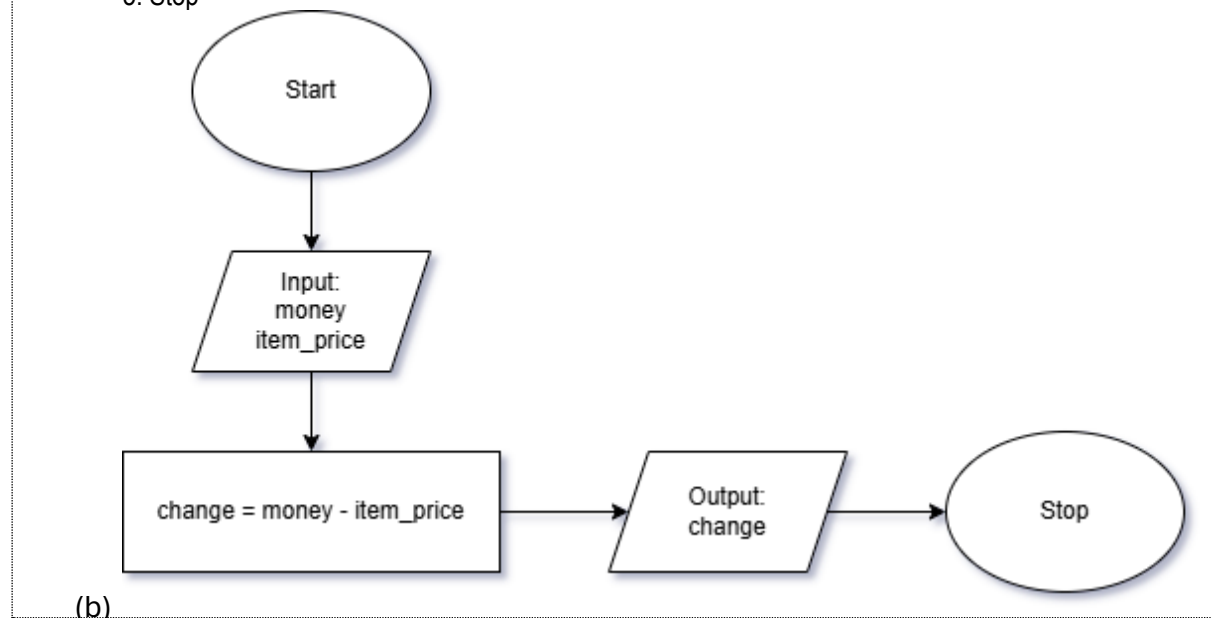 Start
Input:
money
item_price
change = money - item_price
Output:
change
Stop
(b)